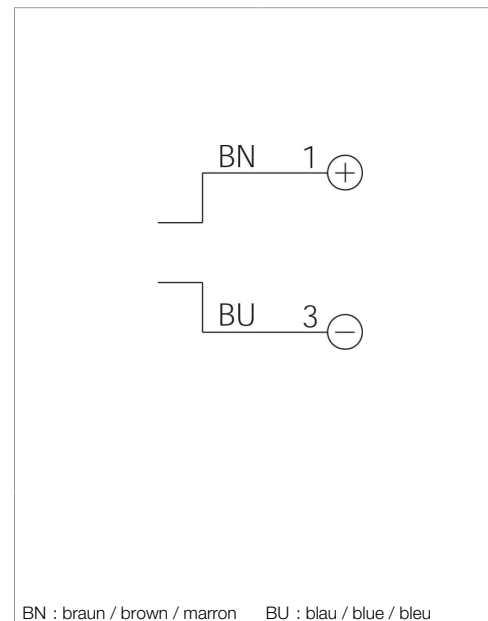 BN 1 +
BU 3 −
BN : braun / brown / marron BU : blau / blue / bleu